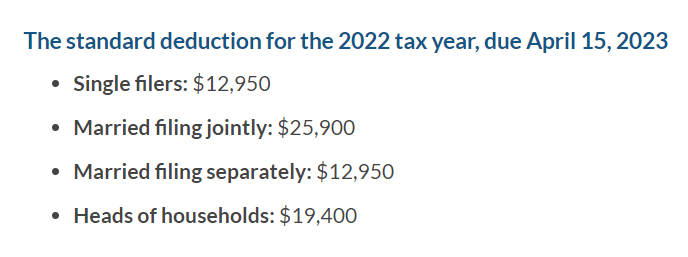 The standard deduction for the 2022 tax year, due April 15, 2023
• Single filers: $12,950
• Married filing jointly: $25,900
• Married filing separately: $12,950
• Heads of households: $19,400